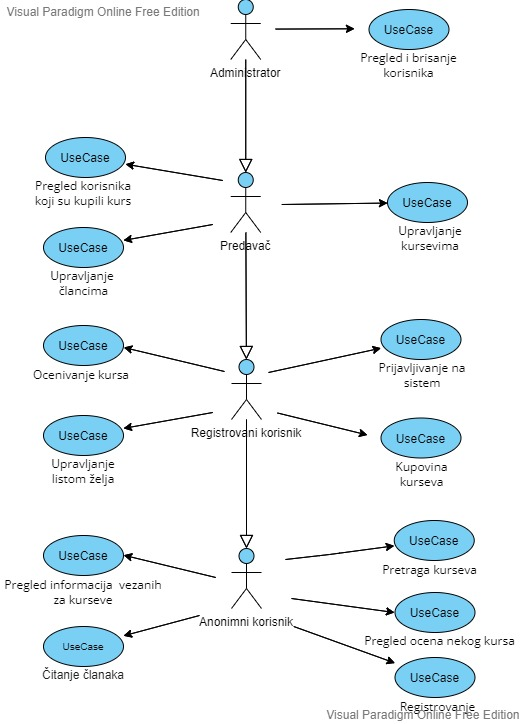 Visual Paradigm Online Free Edition
UseCase
Pregled i brisanje
korisnika
Administrator
UseCase
Pregled korisnika
koji su kupili kurs
UseCase
Upravljanje
kursevima
Predavač
UseCase
Upravljanje
člancima
UseCase
Ocenivanje kursa
UseCase
Prijavljivanje na
sistem
Registrovani korisnik
UseCase
Upravljanje
listom želja
UseCase
Kupovina
kurseva
UseCase
Pregled informacija vezanih
za kurseve
UseCase
Pretraga kurseva
Anonimni korisnik
UseCase
Pregled ocena nekog kursa
UseCase
Čitanje članaka
UseCase
Registrovanje
Visual Paradigm Online Free Edition